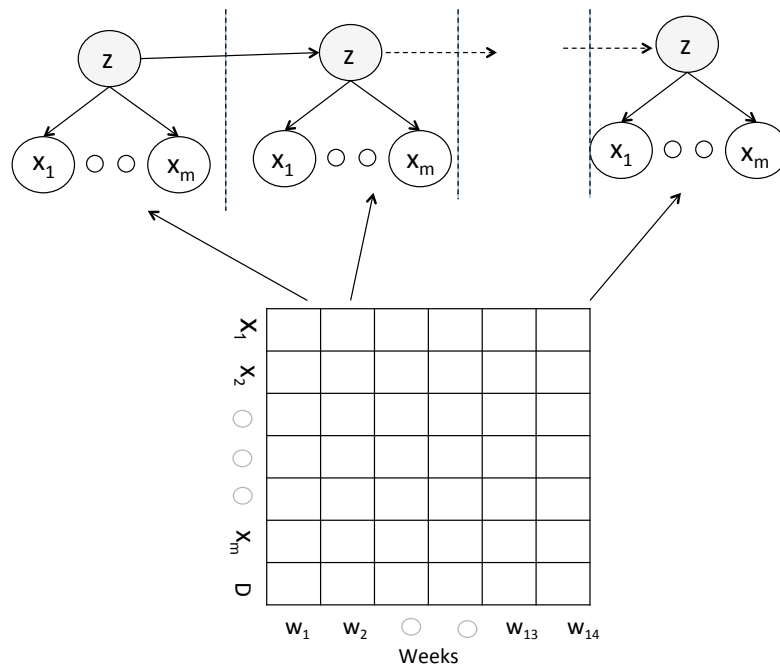 z z z
x₁ xₘ x₁ xₘ x₁ xₘ
X₁
X₂
Xₘ
D
w₁ w₂ w₁₃ w₁₄
Weeks